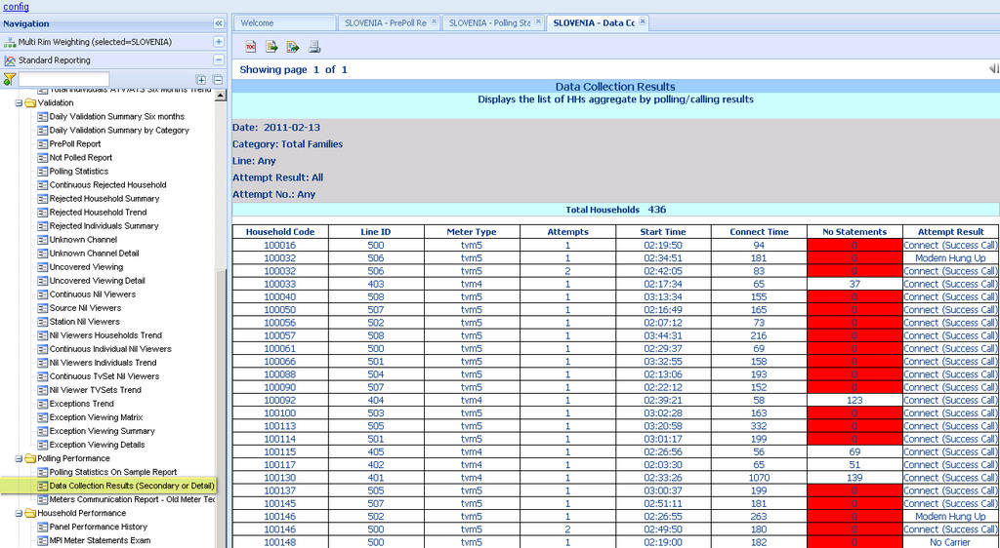 config
Navigation
Multi Rim Weighting (selected=SLOVENIA)
Standard Reporting
Total Individuals ATV/ATS Six Months Trend
Validation
Daily Validation Summary Six months
Daily Validation Summary by Category
PrePoll Report
Not Polled Report
Polling Statistics
Continuous Rejected Household
Rejected Household Summary
Rejected Household Trend
Rejected Individuals Summary
Unknown Channel
Unknown Channel Detail
Uncovered Viewing
Uncovered Viewing Detail
Continuous Nil Viewers
Source Nil Viewers
Station Nil Viewers
Nil Viewers Households Trend
Continuous Individual Nil Viewers
Nil Viewers Individuals Trend
Continuous TvSet Nil Viewers
Nil Viewer TVSets Trend
Exceptions Trend
Exception Viewing Matrix
Exception Viewing Summary
Exception Viewing Details
Polling Performance
Polling Statistics On Sample Report
Data Collection Results (Secondary or Detail)
Meters Communication Report - Old Meter Tec
Household Performance
Panel Performance History
MPI Meter Statements Exam
Welcome
SLOVENIA - PrePoll Re
SLOVENIA - Polling Sta
SLOVENIA - Data Cc
TOC
Showing page 1 of 1
Data Collection Results
Displays the list of HHs aggregate by polling/calling results
Date: 2011-02-13
Category: Total Families
Line: Any
Attempt Result: All
Attempt No.: Any
Total Households 436
Household Code Line ID Meter Type Attempts Start Time Connect Time No Statements Attempt Result
100016 500 tvm5 1 02:19:50 94 0 Connect (Success Call)
100032 506 tvm5 1 02:34:51 181 0 Modem Hung Up
100032 506 tvm5 2 02:42:05 83 0 Connect (Success Call)
100033 403 tvm4 1 02:17:34 65 37 Connect (Success Call)
100040 508 tvm5 1 03:13:34 155 0 Connect (Success Call)
100050 507 tvm5 1 02:16:49 165 0 Connect (Success Call)
100056 502 tvm5 1 02:07:12 73 0 Connect (Success Call)
100057 508 tvm5 1 03:44:31 216 0 Connect (Success Call)
100061 500 tvm5 1 02:29:37 69 0 Connect (Success Call)
100066 501 tvm5 1 03:32:55 158 0 Connect (Success Call)
100088 504 tvm5 1 02:13:06 193 0 Connect (Success Call)
100090 507 tvm5 1 02:22:12 152 0 Connect (Success Call)
100092 404 tvm4 1 02:39:21 58 123 Connect (Success Call)
100100 503 tvm5 1 03:02:28 163 0 Connect (Success Call)
100113 505 tvm5 1 03:20:58 332 0 Connect (Success Call)
100114 501 tvm5 1 03:01:17 199 0 Connect (Success Call)
100115 405 tvm4 1 02:26:56 56 69 Connect (Success Call)
100117 402 tvm4 1 02:03:30 65 51 Connect (Success Call)
100130 401 tvm4 1 02:33:26 1070 139 Connect (Success Call)
100137 505 tvm5 1 03:00:37 199 0 Connect (Success Call)
100145 507 tvm5 1 02:51:11 181 0 Connect (Success Call)
100146 502 tvm5 1 02:26:55 263 0 Modem Hung Up
100146 500 tvm5 2 02:49:50 180 0 Connect (Success Call)
100148 500 tvm5 1 02:19:00 182 0 No Carrier